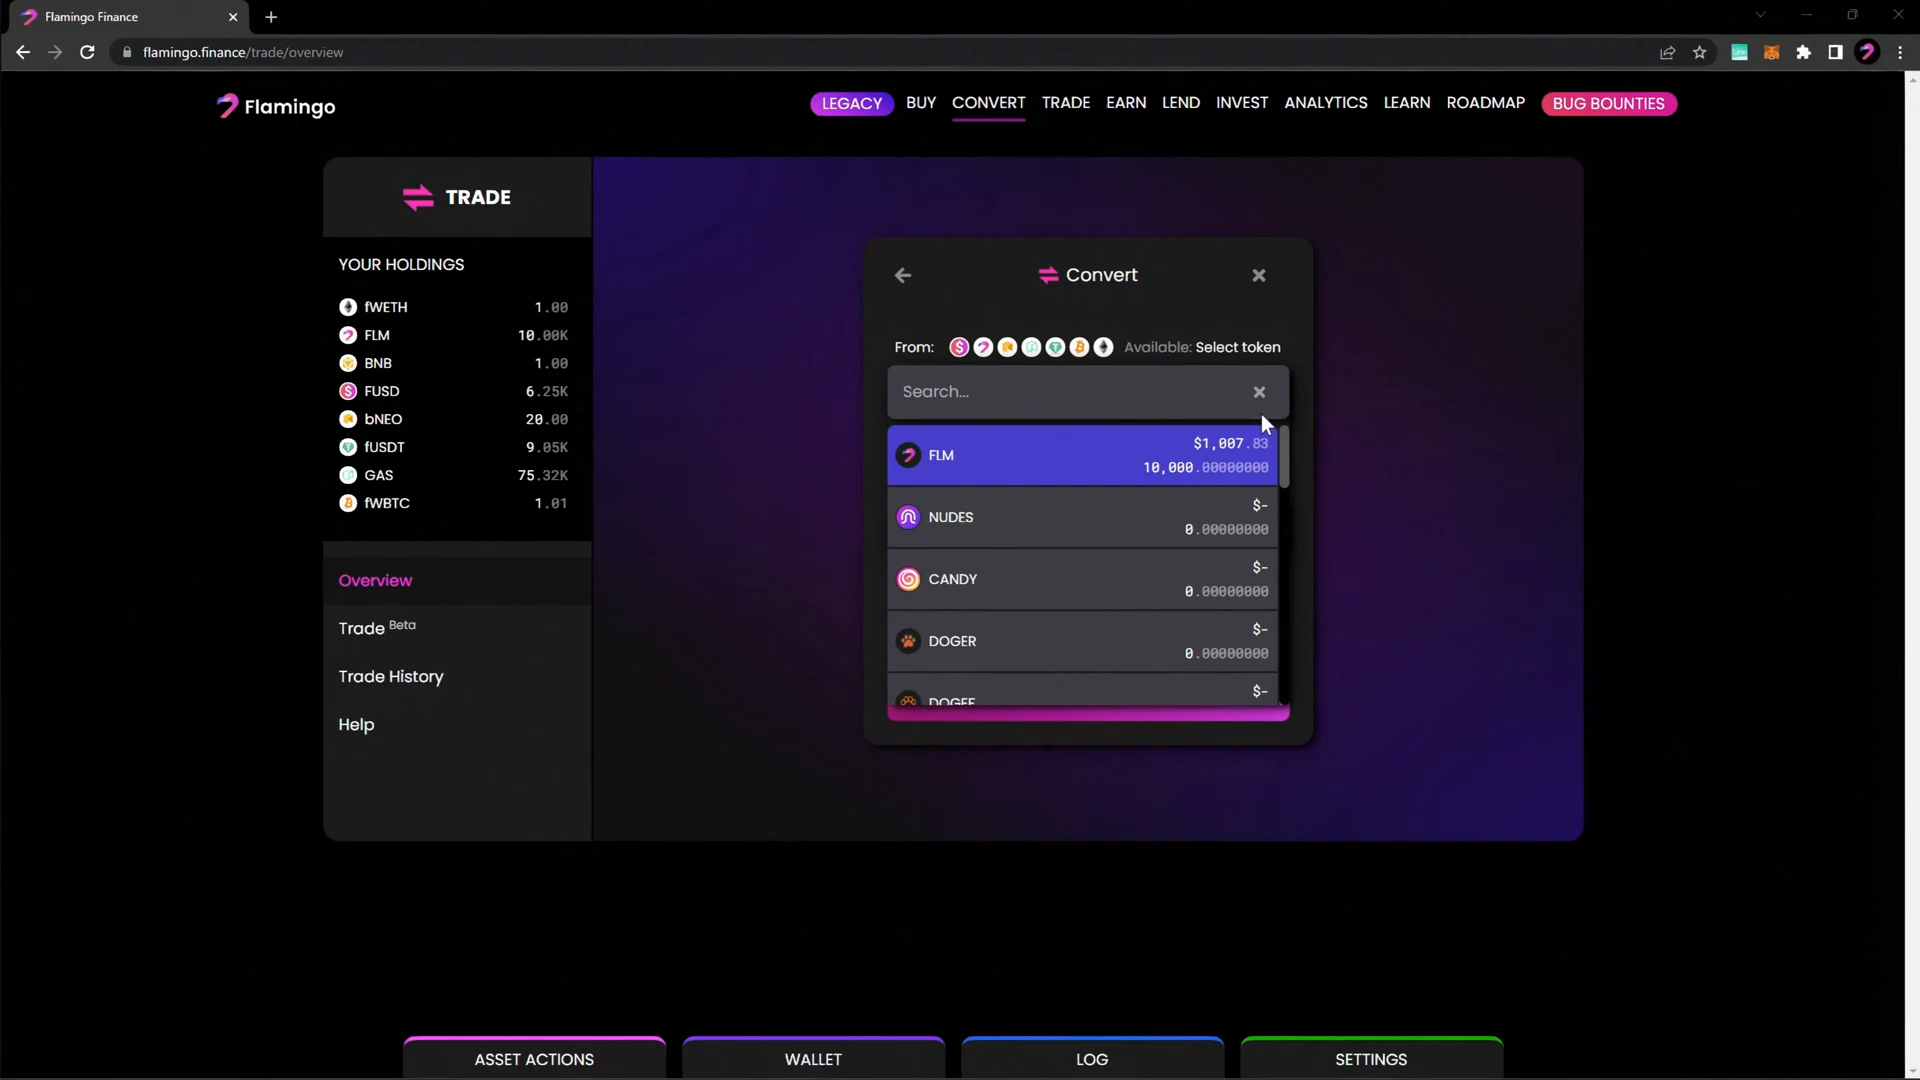 Flamingo Finance
flamingo.finance/trade/overview
Flamingo
LEGACY BUY CONVERT TRADE EARN LEND INVEST ANALYTICS LEARN ROADMAP BUG BOUNTIES
TRADE
YOUR HOLDINGS
fWETH 1.00
FLM 10.00K
BNB 1.00
FUSD 6.25K
bNEO 20.00
fUSDT 9.05K
GAS 75.32K
fWBTC 1.01
Overview
Trade Beta
Trade History
Help
Convert
From: Available: Select token
Search...
FLM $1,007.83
10,000.00000000
NUDES $-
0.00000000
CANDY $-
0.00000000
DOGER $-
0.00000000
DOGEE $-
ASSET ACTIONS WALLET LOG SETTINGS